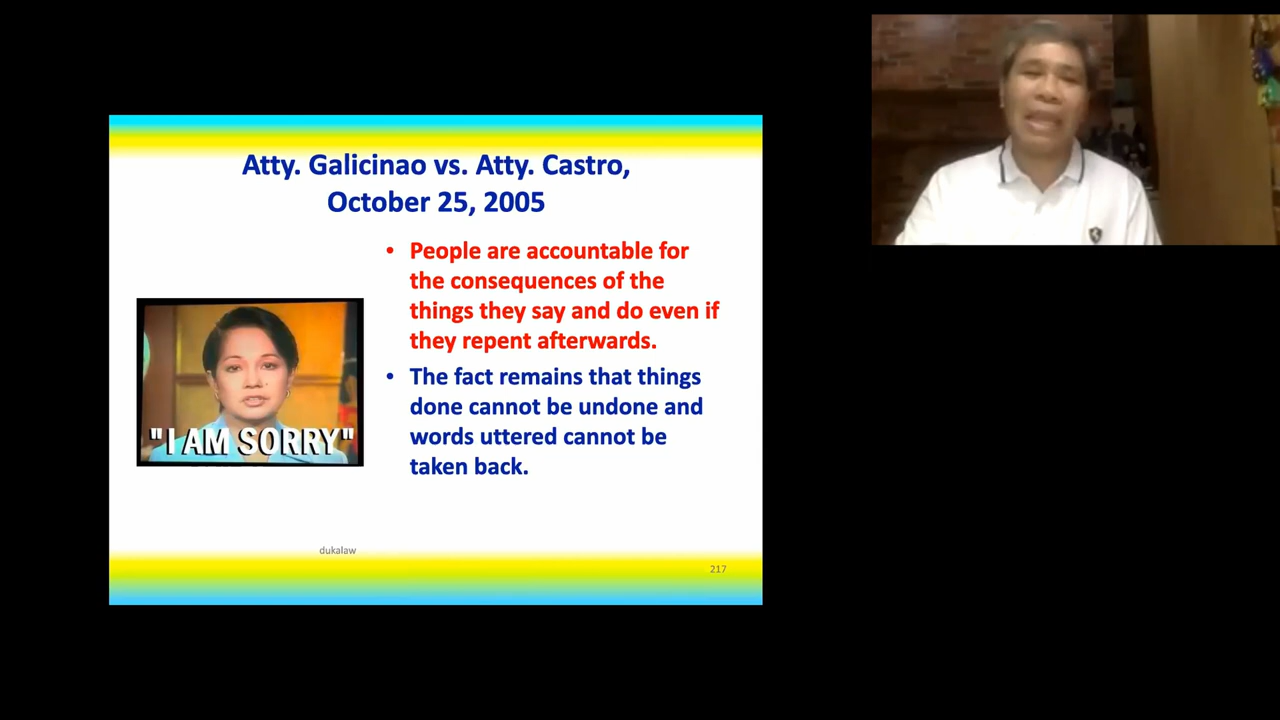 Atty. Galicinao vs. Atty. Castro,
October 25, 2005
• People are accountable for
the consequences of the
things they say and do even if
they repent afterwards.
• The fact remains that things
done cannot be undone and
words uttered cannot be
taken back.
"I AM SORRY"
dukalaw
217